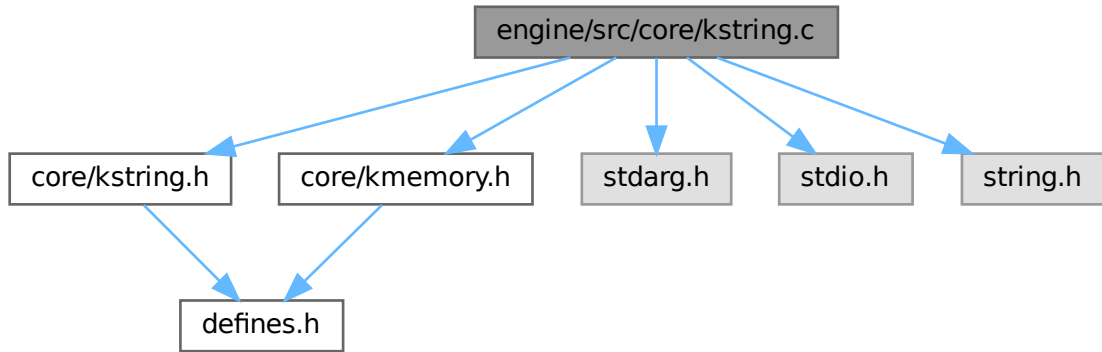 engine/src/core/kstring.c
core/kstring.h
core/kmemory.h
stdarg.h
stdio.h
string.h
defines.h